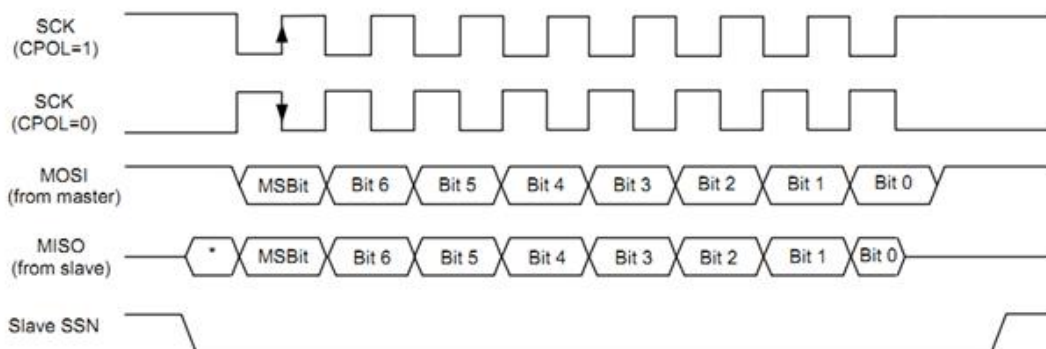 SCK
(CPOL=1)
SCK
(CPOL=0)
MOSI
(from master)
MSBit Bit 6 Bit 5 Bit 4 Bit 3 Bit 2 Bit 1 Bit 0
MISO
(from slave)
* MSBit Bit 6 Bit 5 Bit 4 Bit 3 Bit 2 Bit 1 Bit 0
Slave SSN